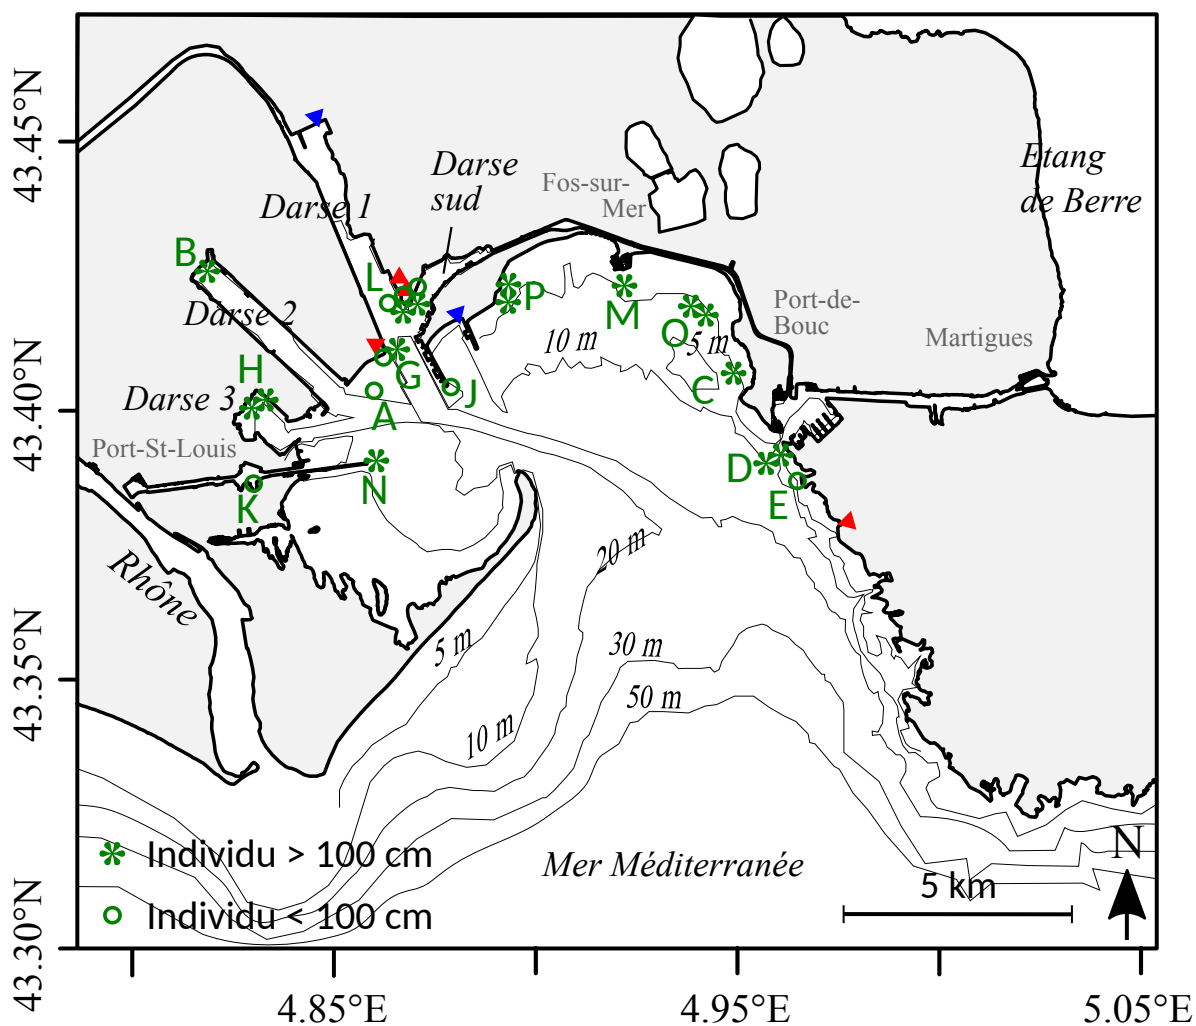 43.45°N
43.40°N
43.35°N
43.30°N
4.85°E
4.95°E
5.05°E
Etang
de Berre
Darse
sud
Fos-sur-
Mer
Darse 1
B
L
P
M
Port-de-
Bouc
Darse 2
O
10 m
5 m
Martigues
H
G
J
C
Darse 3
A
Port-St-Louis
D
K
N
E
Rhône
20 m
5 m
30 m
50 m
10 m
Individu > 100 cm
Individu < 100 cm
Mer Méditerranée
5 km
N